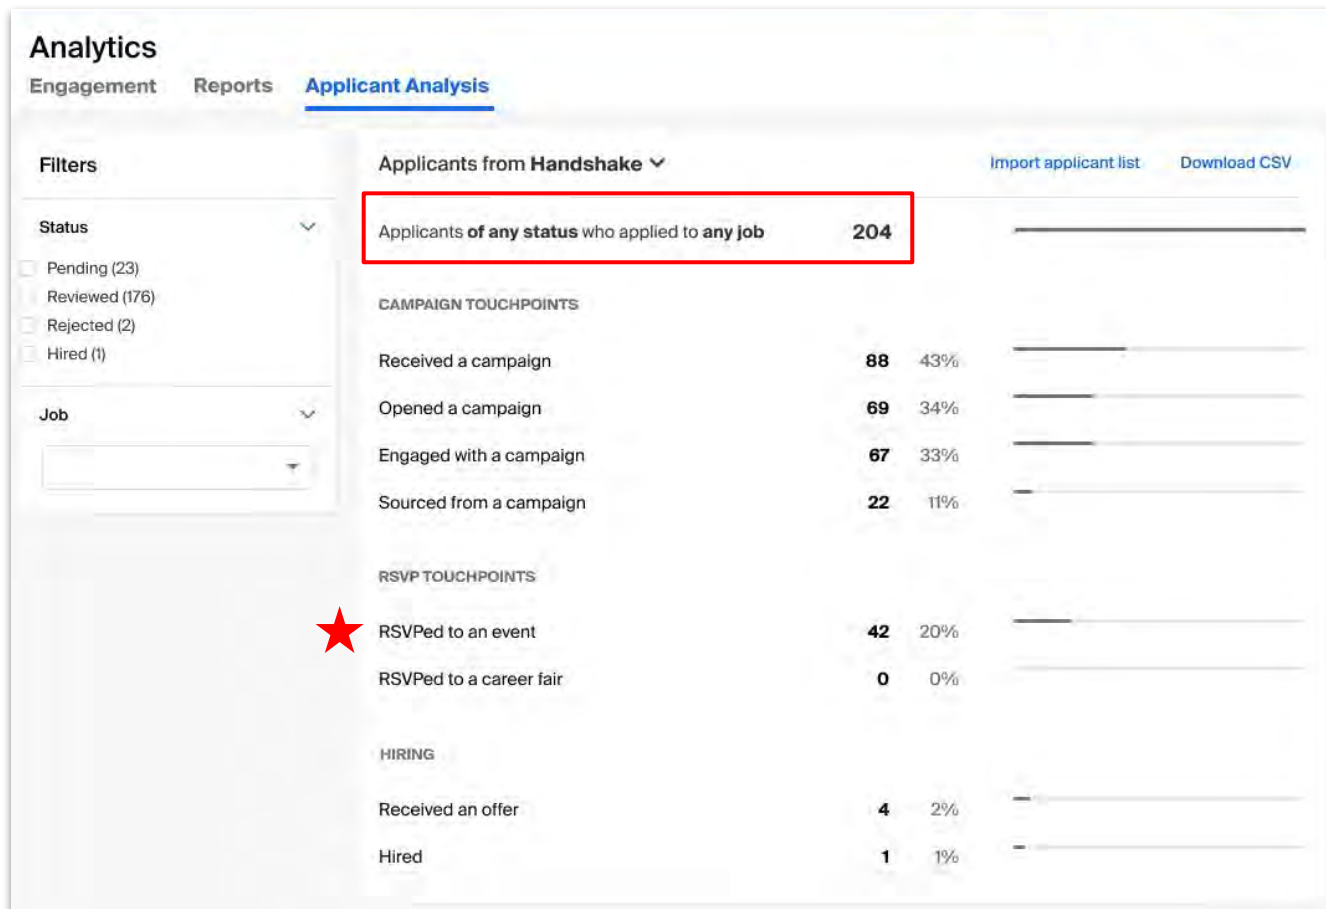 Analytics
Engagement Reports Applicant Analysis
Filters
Status
Pending (23)
Reviewed (176)
Rejected (2)
Hired (1)
Job
Applicants from Handshake
Import applicant list Download CSV
Applicants of any status who applied to any job 204
CAMPAIGN TOUCHPOINTS
Received a campaign 88 43%
Opened a campaign 69 34%
Engaged with a campaign 67 33%
Sourced from a campaign 22 11%
RSVP TOUCHPOINTS
RSVPed to an event 42 20%
RSVPed to a career fair 0 0%
HIRING
Received an offer 4 2%
Hired 1 1%